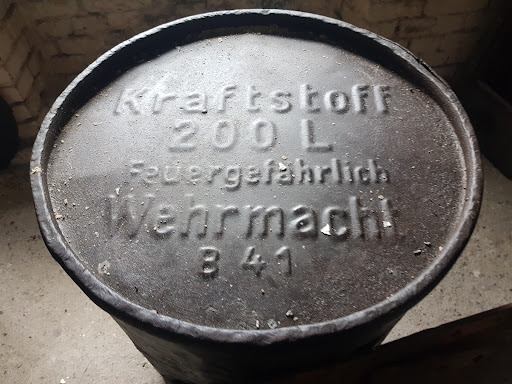 Kraftstoff
200 L
Feuergefährlich
Wehrmacht
B 41